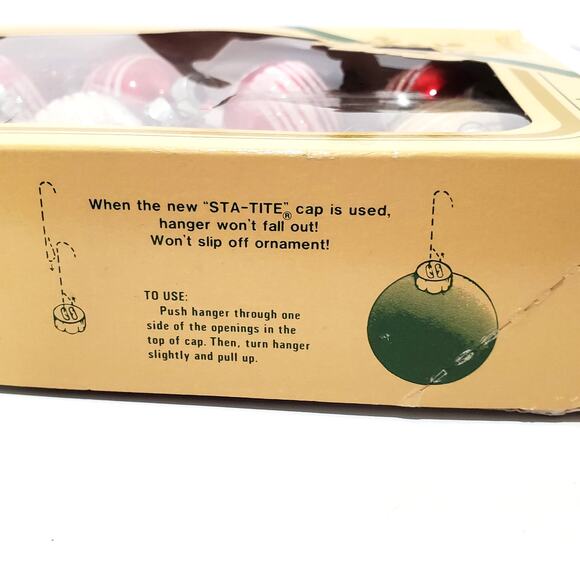 When the new "STA-TITE"® cap is used,
hanger won't fall out!
Won't slip off ornament!
TO USE:
Push hanger through one
side of the openings in the
top of cap. Then, turn hanger
slightly and pull up.